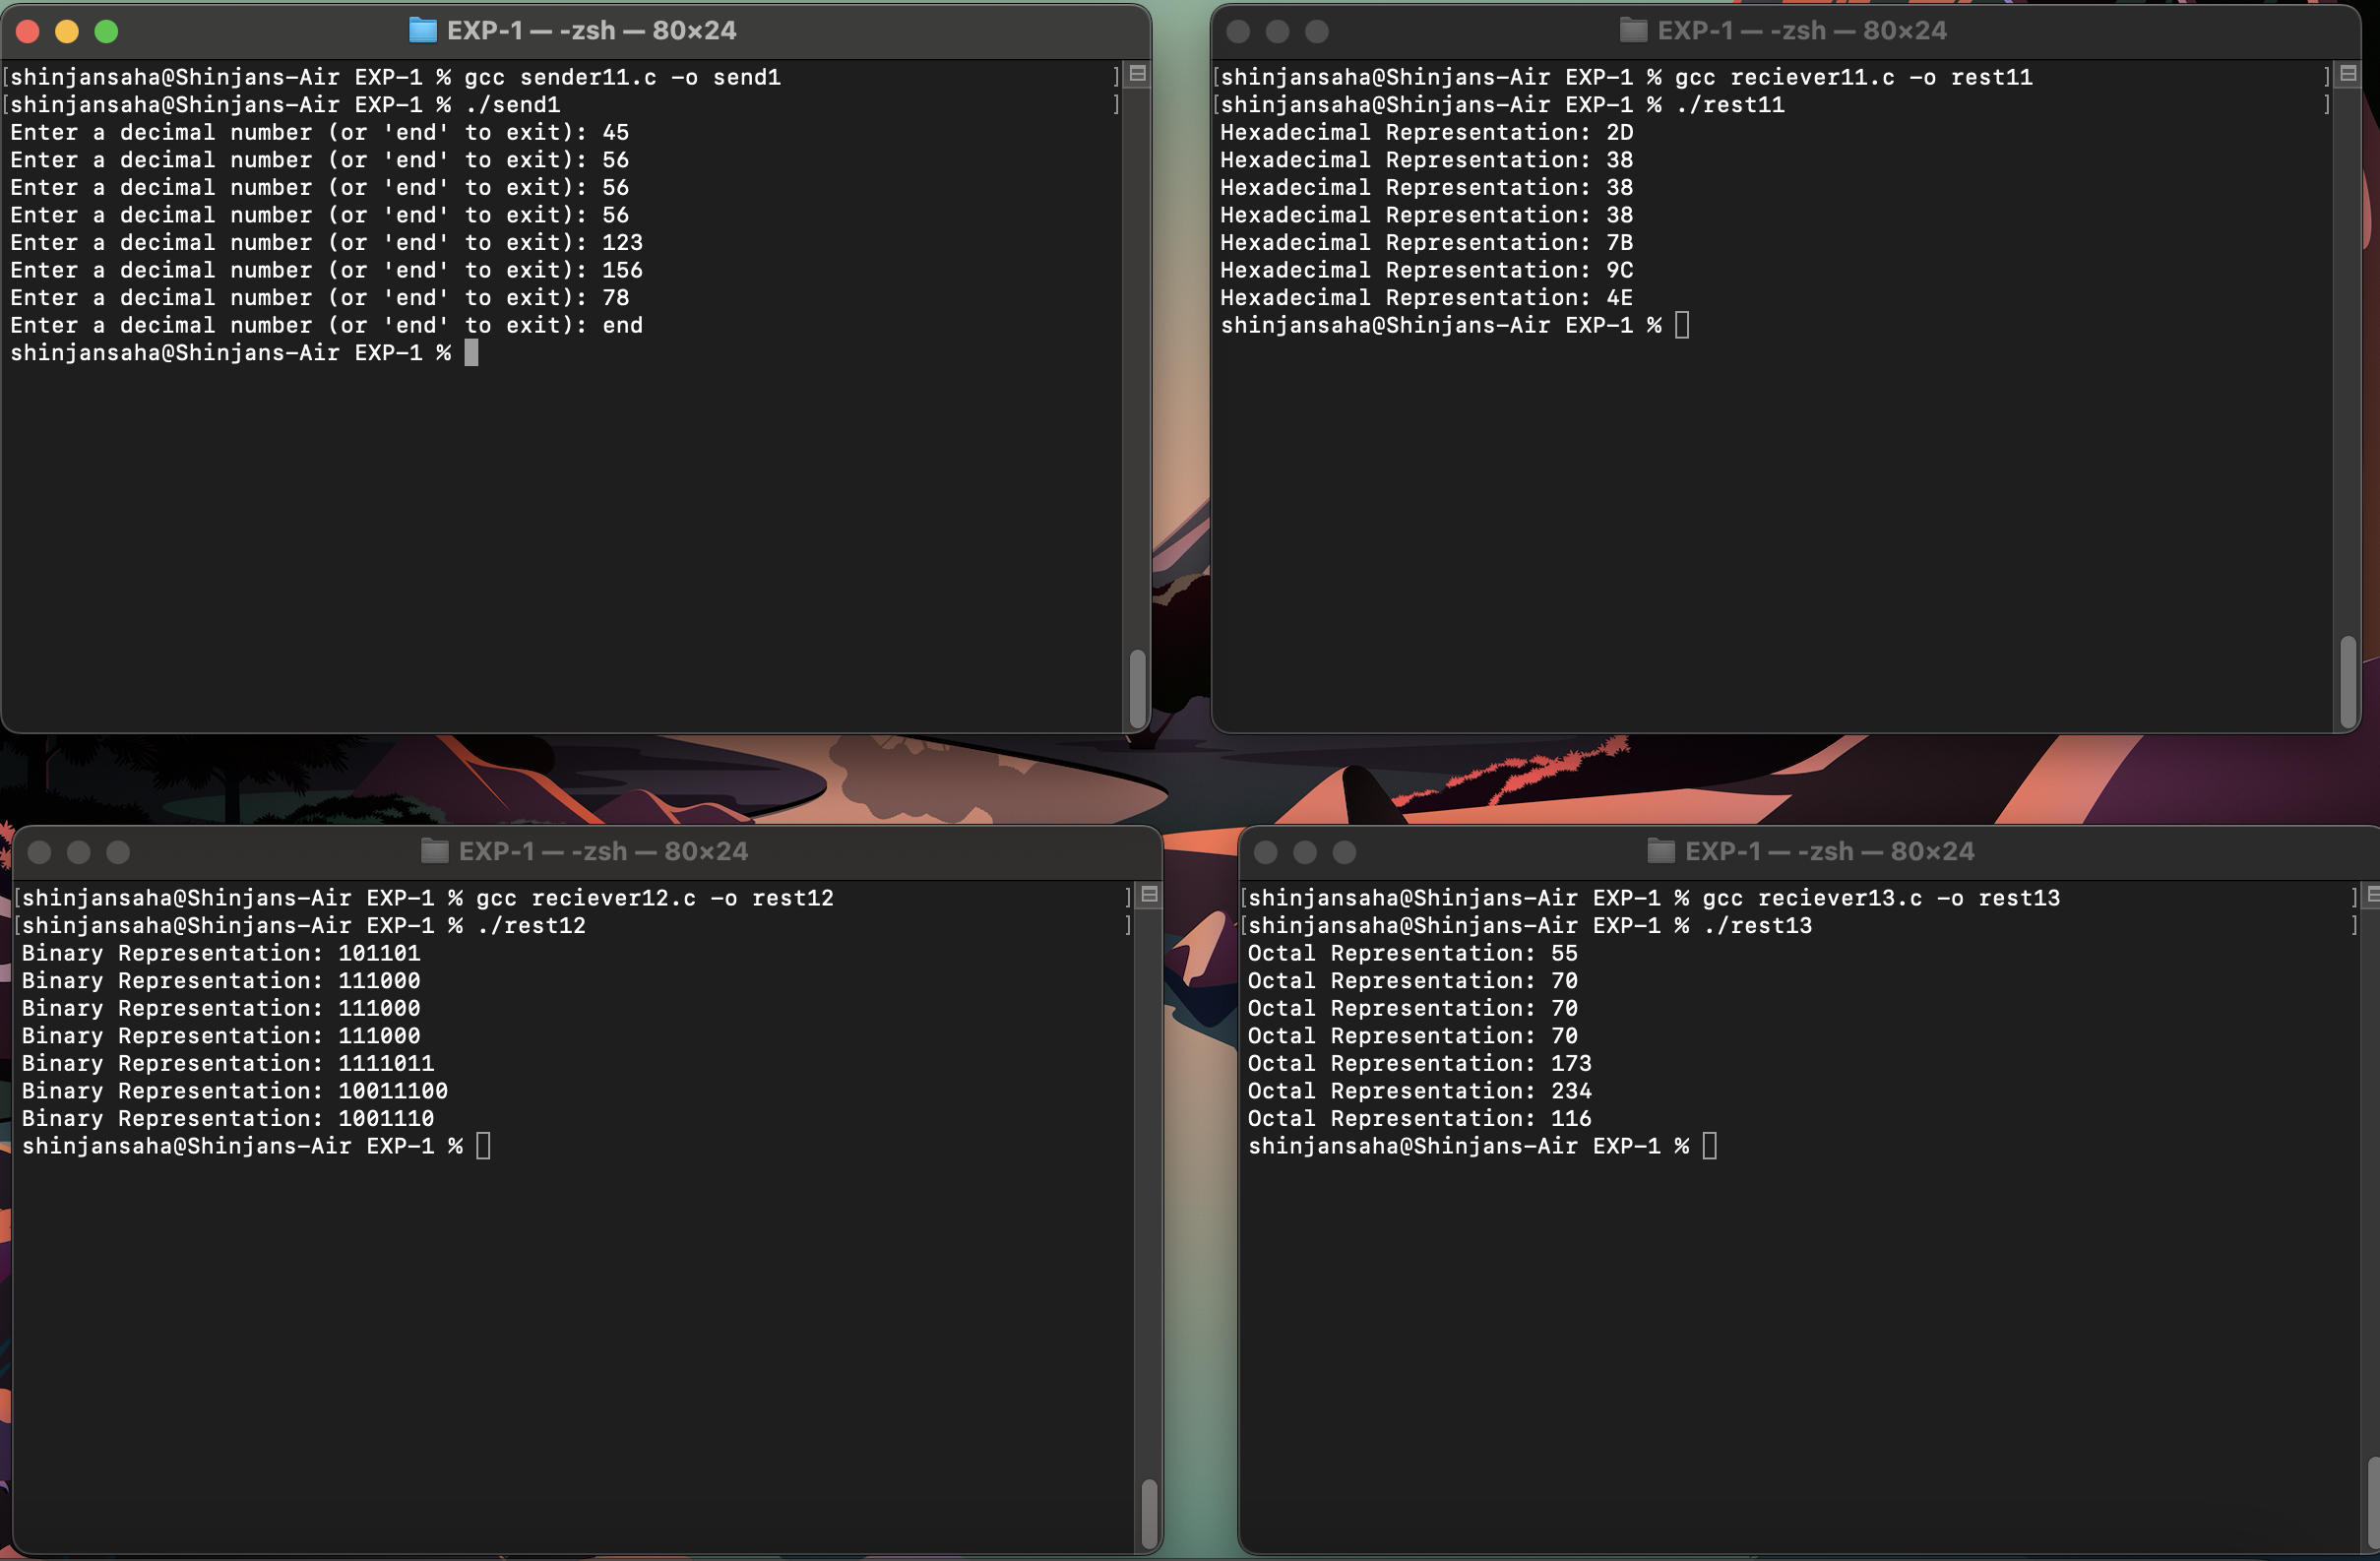 EXP-1 — -zsh — 80×24
shinjansaha@Shinjans-Air EXP-1 % gcc sender11.c -o send1
shinjansaha@Shinjans-Air EXP-1 % ./send1
Enter a decimal number (or 'end' to exit): 45
Enter a decimal number (or 'end' to exit): 56
Enter a decimal number (or 'end' to exit): 56
Enter a decimal number (or 'end' to exit): 56
Enter a decimal number (or 'end' to exit): 123
Enter a decimal number (or 'end' to exit): 156
Enter a decimal number (or 'end' to exit): 78
Enter a decimal number (or 'end' to exit): end
shinjansaha@Shinjans-Air EXP-1 %
EXP-1 — -zsh — 80×24
shinjansaha@Shinjans-Air EXP-1 % gcc reciever11.c -o rest11
shinjansaha@Shinjans-Air EXP-1 % ./rest11
Hexadecimal Representation: 2D
Hexadecimal Representation: 38
Hexadecimal Representation: 38
Hexadecimal Representation: 38
Hexadecimal Representation: 7B
Hexadecimal Representation: 9C
Hexadecimal Representation: 4E
shinjansaha@Shinjans-Air EXP-1 %
EXP-1 — -zsh — 80×24
shinjansaha@Shinjans-Air EXP-1 % gcc reciever12.c -o rest12
shinjansaha@Shinjans-Air EXP-1 % ./rest12
Binary Representation: 101101
Binary Representation: 111000
Binary Representation: 111000
Binary Representation: 111000
Binary Representation: 1111011
Binary Representation: 10011100
Binary Representation: 1001110
shinjansaha@Shinjans-Air EXP-1 %
EXP-1 — -zsh — 80×24
shinjansaha@Shinjans-Air EXP-1 % gcc reciever13.c -o rest13
shinjansaha@Shinjans-Air EXP-1 % ./rest13
Octal Representation: 55
Octal Representation: 70
Octal Representation: 70
Octal Representation: 70
Octal Representation: 173
Octal Representation: 234
Octal Representation: 116
shinjansaha@Shinjans-Air EXP-1 %